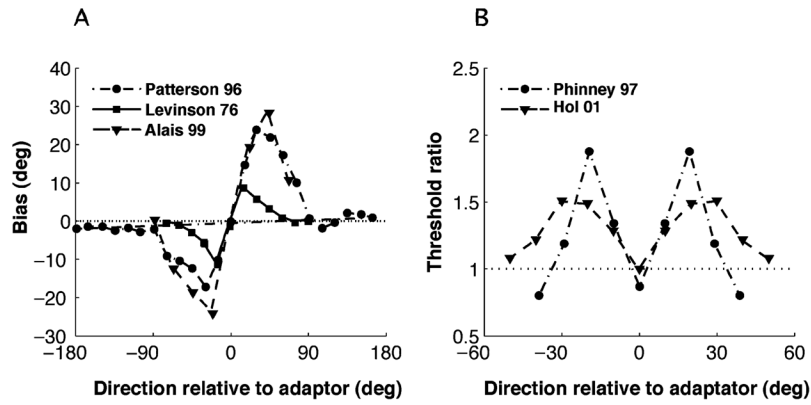 A
B
40
30
20
10
0
−10
−20
−30
−180
−90
0
90
180
Bias (deg)
Patterson 96
Levinson 76
Alais 99
Direction relative to adaptor (deg)
2.5
2
1.5
1
0.5
−60
−30
0
30
60
Threshold ratio
Phinney 97
Hol 01
Direction relative to adaptator (deg)